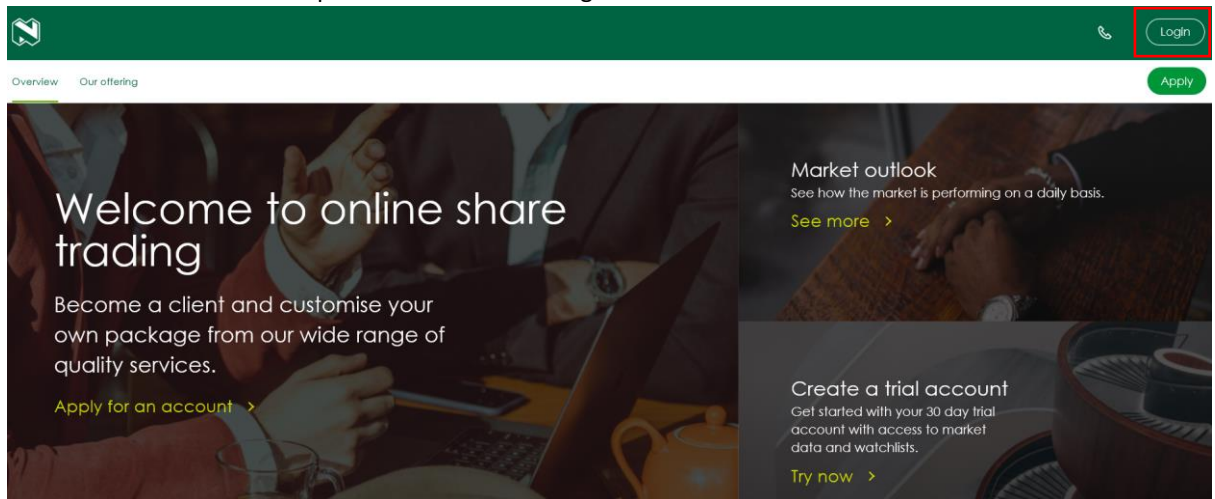 Login
Overview Our offering
Apply
Welcome to online share
trading
Become a client and customise your
own package from our wide range of
quality services.
Apply for an account >
Market outlook
See how the market is performing on a daily basis.
See more >
Create a trial account
Get started with your 30 day trial
account with access to market
data and watchlists.
Try now >